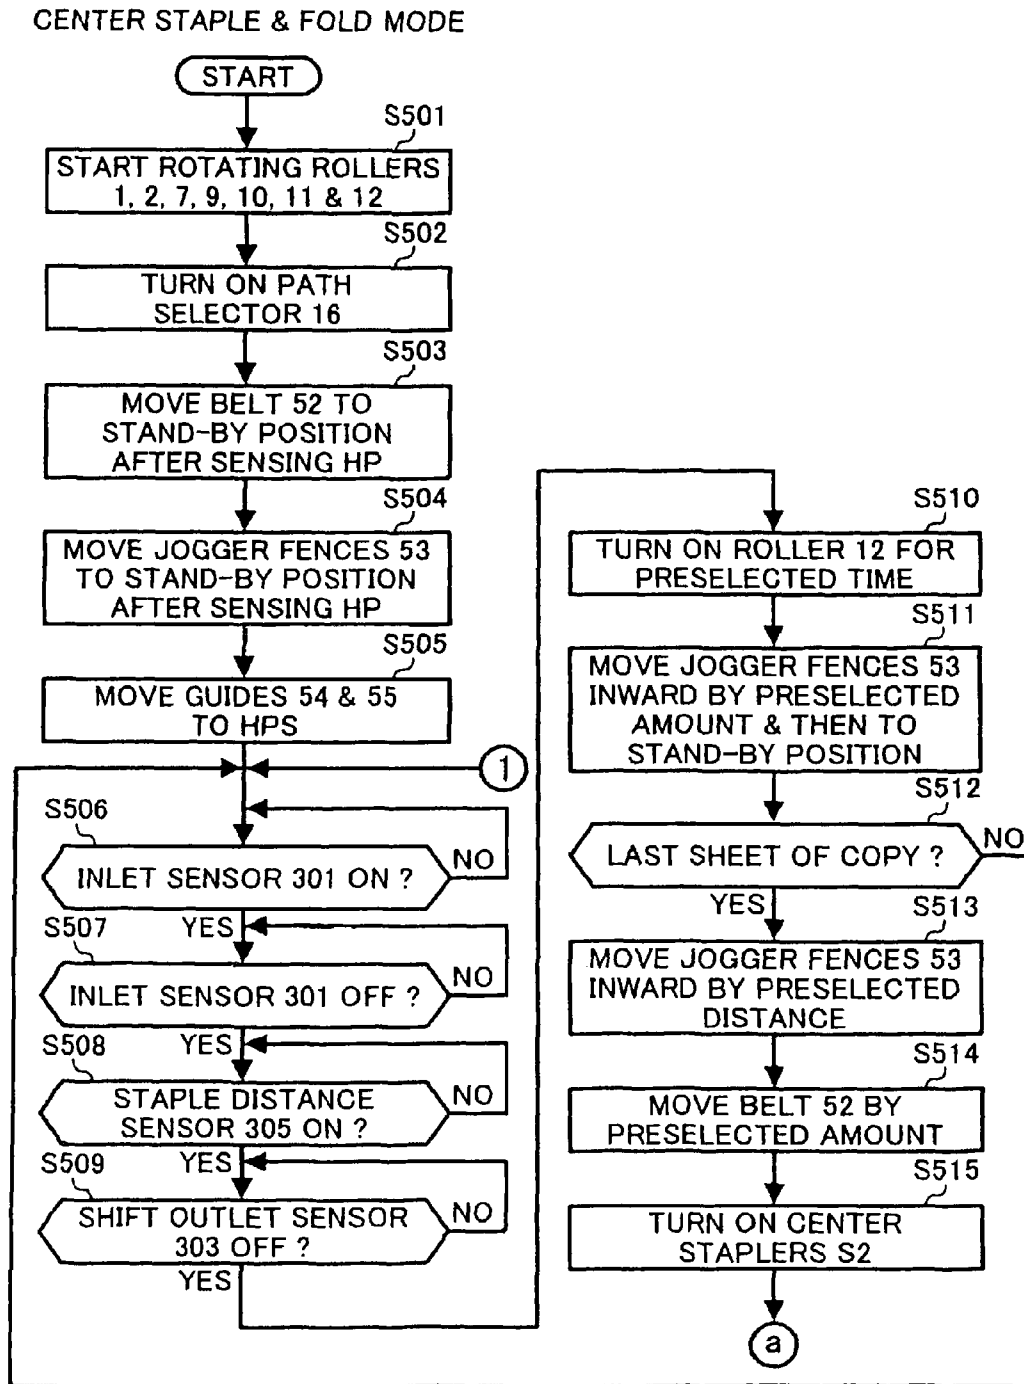 CENTER STAPLE & FOLD MODE
START
S501
START ROTATING ROLLERS
1, 2, 7, 9, 10, 11 & 12
S502
TURN ON PATH
SELECTOR 16
S503
MOVE BELT 52 TO
STAND-BY POSITION
AFTER SENSING HP
S504
MOVE JOGGER FENCES 53
TO STAND-BY POSITION
AFTER SENSING HP
S505
MOVE GUIDES 54 & 55
TO HPS
1
S506
INLET SENSOR 301 ON ?
NO
YES
S507
INLET SENSOR 301 OFF ?
NO
YES
S508
STAPLE DISTANCE
SENSOR 305 ON ?
NO
YES
S509
SHIFT OUTLET SENSOR
303 OFF ?
NO
YES
S510
TURN ON ROLLER 12 FOR
PRESELECTED TIME
S511
MOVE JOGGER FENCES 53
INWARD BY PRESELECTED
AMOUNT & THEN TO
STAND-BY POSITION
S512
LAST SHEET OF COPY ?
NO
YES
S513
MOVE JOGGER FENCES 53
INWARD BY PRESELECTED
DISTANCE
S514
MOVE BELT 52 BY
PRESELECTED AMOUNT
S515
TURN ON CENTER
STAPLERS S2
a